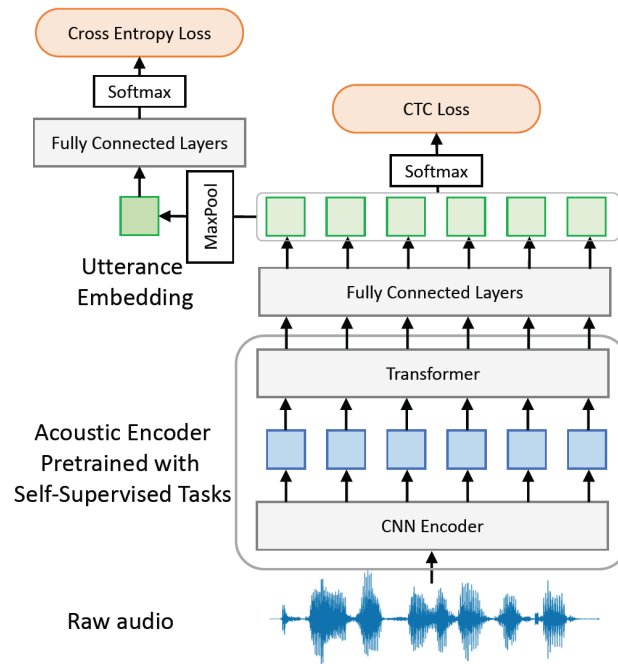 Cross Entropy Loss
Softmax
Fully Connected Layers
CTC Loss
Softmax
MaxPool
Utterance
Embedding
Fully Connected Layers
Transformer
Acoustic Encoder
Pretrained with
Self-Supervised Tasks
CNN Encoder
Raw audio